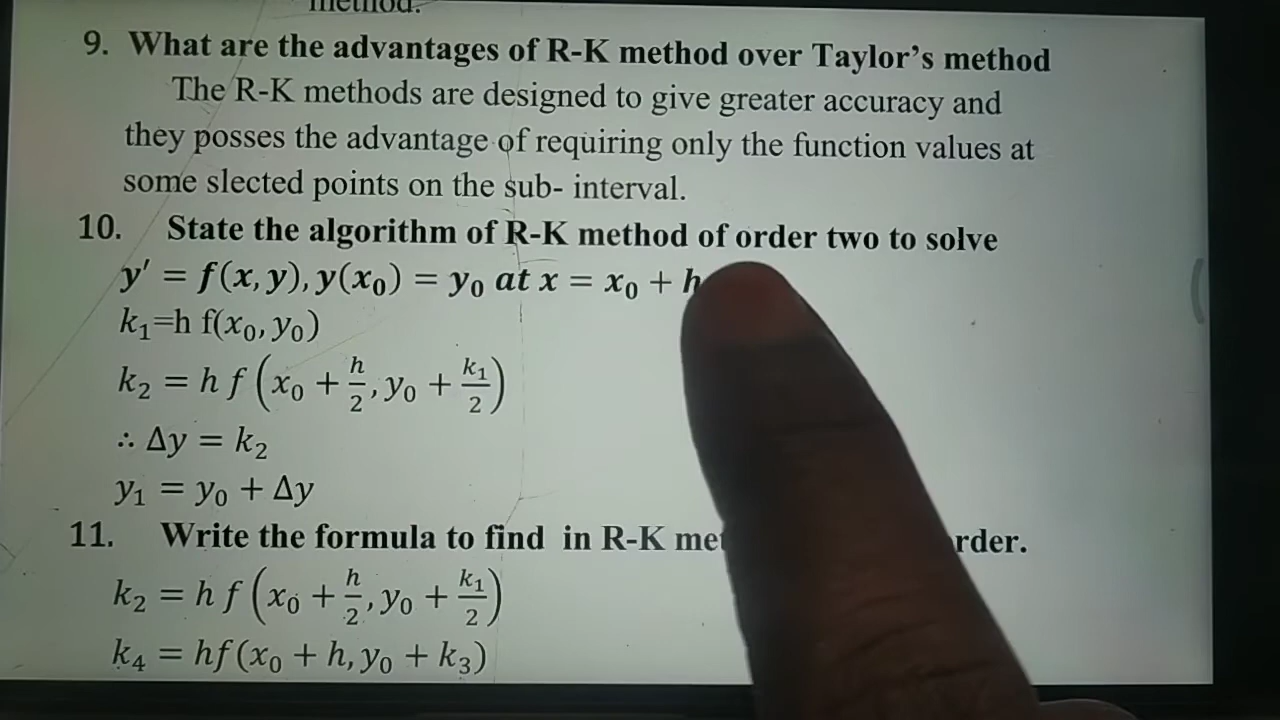 method.
9. What are the advantages of R-K method over Taylor's method
The R-K methods are designed to give greater accuracy and
they posses the advantage of requiring only the function values at
some slected points on the sub- interval.
10. State the algorithm of R-K method of order two to solve
y′ = f(x, y), y(x₀) = y₀ at x = x₀ + h
k₁=h f(x₀, y₀)
k₂ = h f (x₀ + h/2, y₀ + k₁/2)
∴ Δy = k₂
y₁ = y₀ + Δy
11. Write the formula to find in R-K rder.
k₂ = h f (x₀ + h/2, y₀ + k₁/2)
k₄ = hf(x₀ + h, y₀ + k₃)